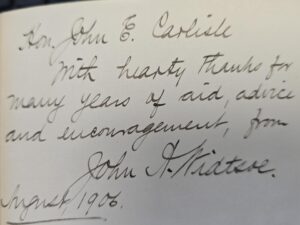 Hon. John E. Carlisle
With hearty thanks for
many years of aid, advice
and encouragement, from
John A. Widtsoe.
August, 1906.